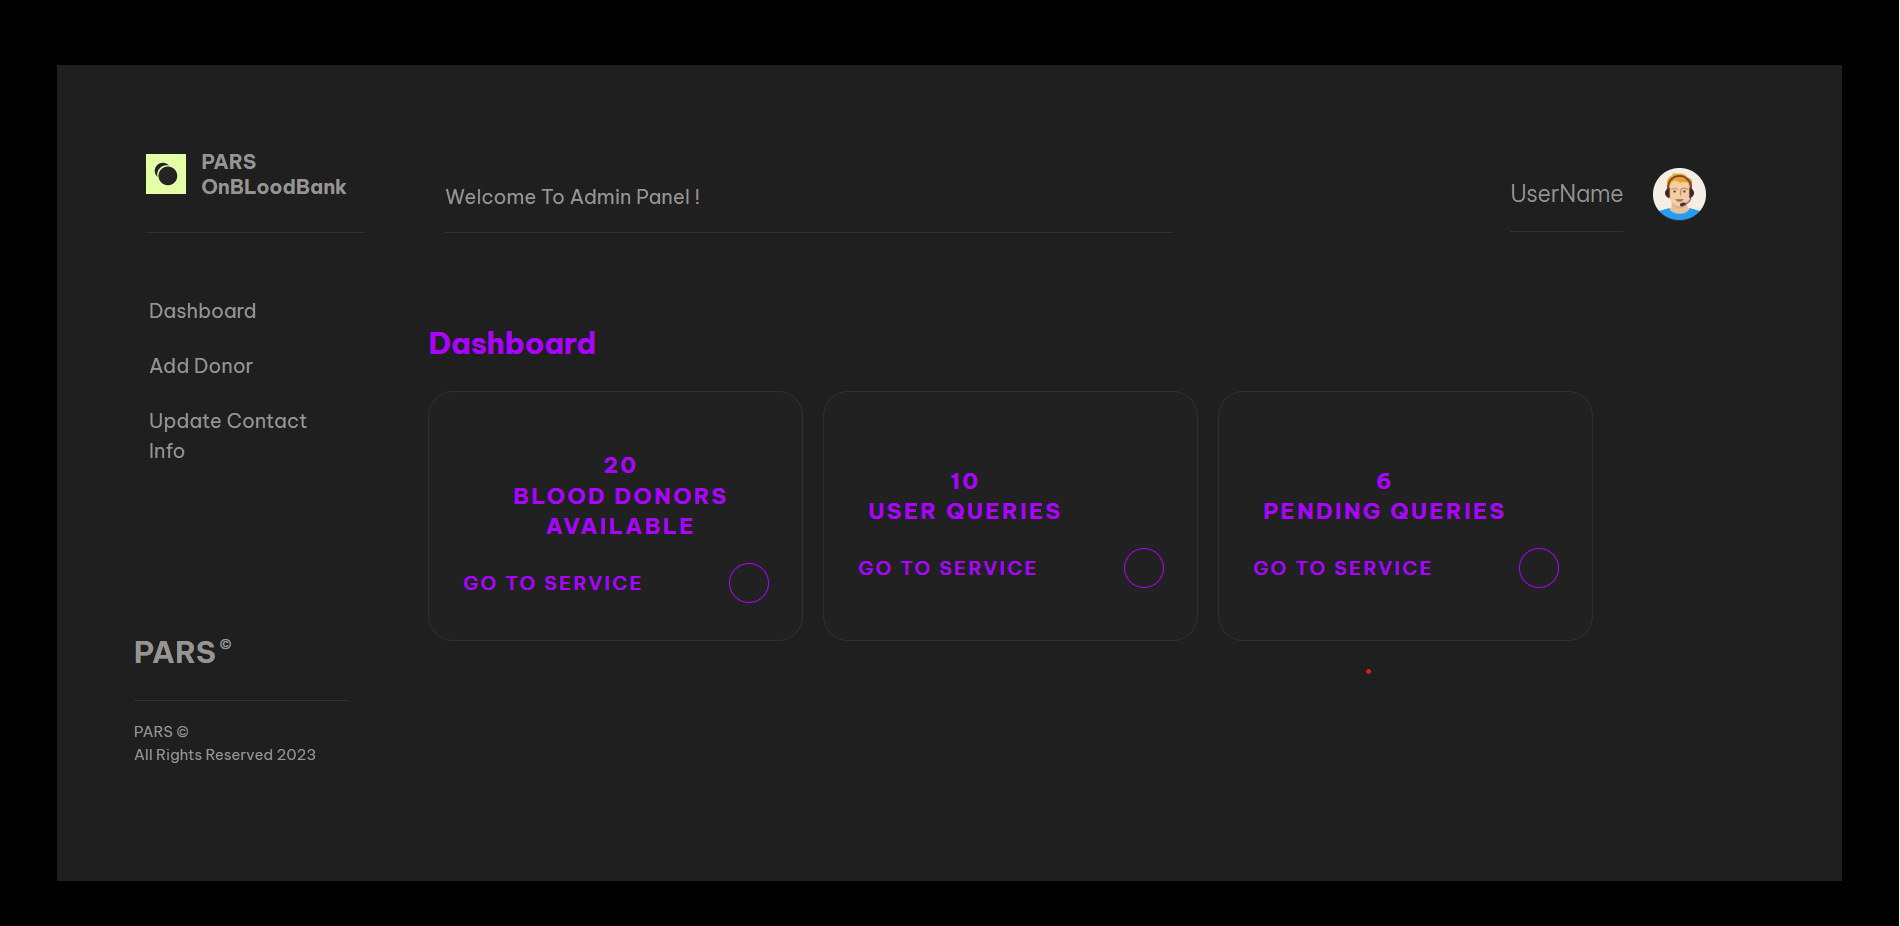 PARS
OnBLoodBank
Welcome To Admin Panel !
UserName
Dashboard
Add Donor
Update Contact
Info
Dashboard
20
BLOOD DONORS
AVAILABLE
GO TO SERVICE
10
USER QUERIES
GO TO SERVICE
6
PENDING QUERIES
GO TO SERVICE
PARS ©
PARS ©
All Rights Reserved 2023